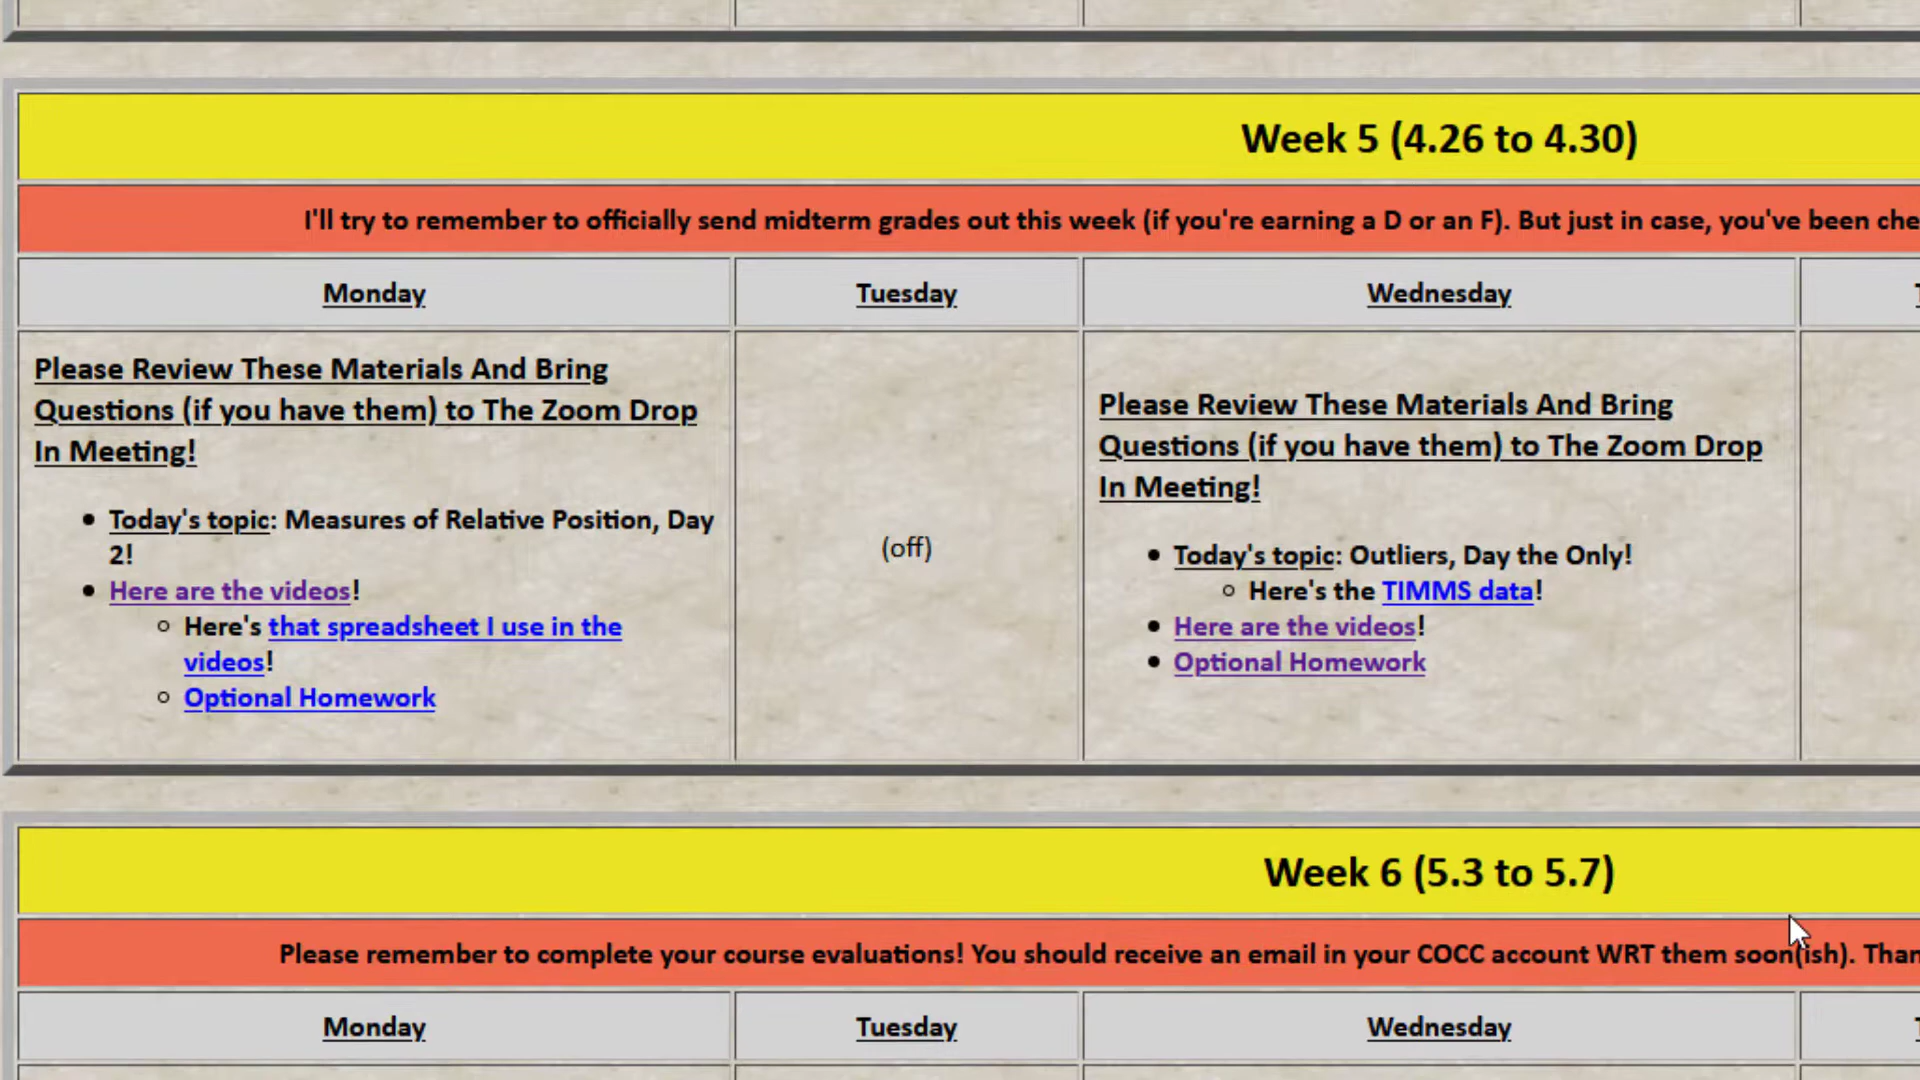 Week 5 (4.26 to 4.30)
I'll try to remember to officially send midterm grades out this week (if you're earning a D or an F). But just in case, you've been
Monday
Tuesday
Wednesday
Please Review These Materials And Bring
Questions (if you have them) to The Zoom Drop
In Meeting!
• Today's topic: Measures of Relative Position, Day
2!
• Here are the videos!
○ Here's that spreadsheet I use in the
videos!
○ Optional Homework
(off)
Please Review These Materials And Bring
Questions (if you have them) to The Zoom Drop
In Meeting!
• Today's topic: Outliers, Day the Only!
○ Here's the TIMMS data!
• Here are the videos!
• Optional Homework
Week 6 (5.3 to 5.7)
Please remember to complete your course evaluations! You should receive an email in your COCC account WRT them soon(ish).
Monday
Tuesday
Wednesday